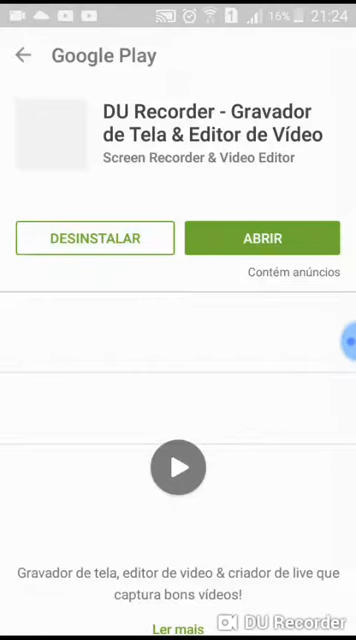 16% 21:24
Google Play
DU Recorder - Gravador
de Tela & Editor de Vídeo
Screen Recorder & Video Editor
DESINSTALAR
ABRIR
Contém anúncios
Gravador de tela, editor de video & criador de live que
captura bons vídeos!
Ler mais
DU Recorder